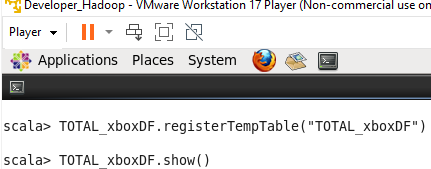 Developer_Hadoop - VMware Workstation 17 Player (Non-commercial use on
Player
Applications Places System
scala> TOTAL_xboxDF.registerTempTable("TOTAL_xboxDF")
scala> TOTAL_xboxDF.show()